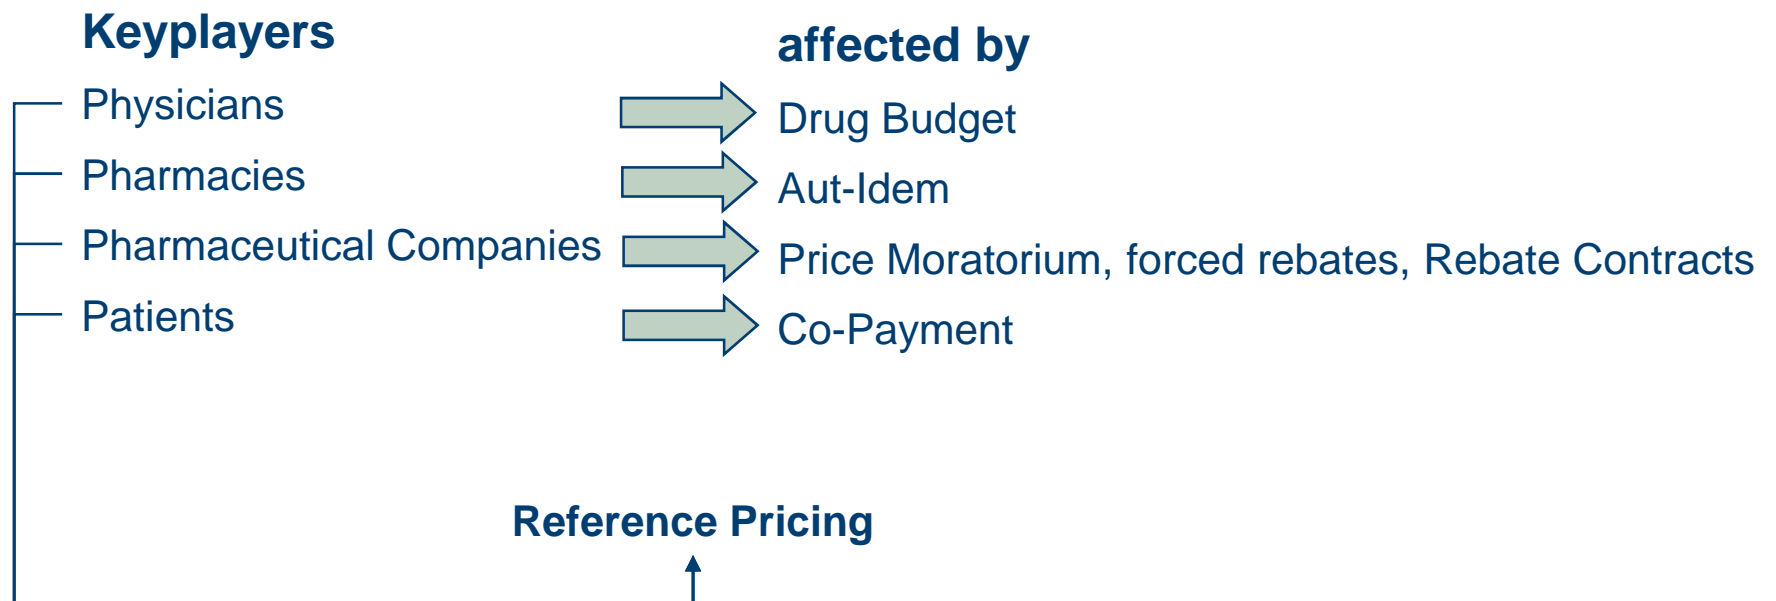 Keyplayers
affected by
Physicians
Drug Budget
Pharmacies
Aut-Idem
Pharmaceutical Companies
Price Moratorium, forced rebates, Rebate Contracts
Patients
Co-Payment
Reference Pricing